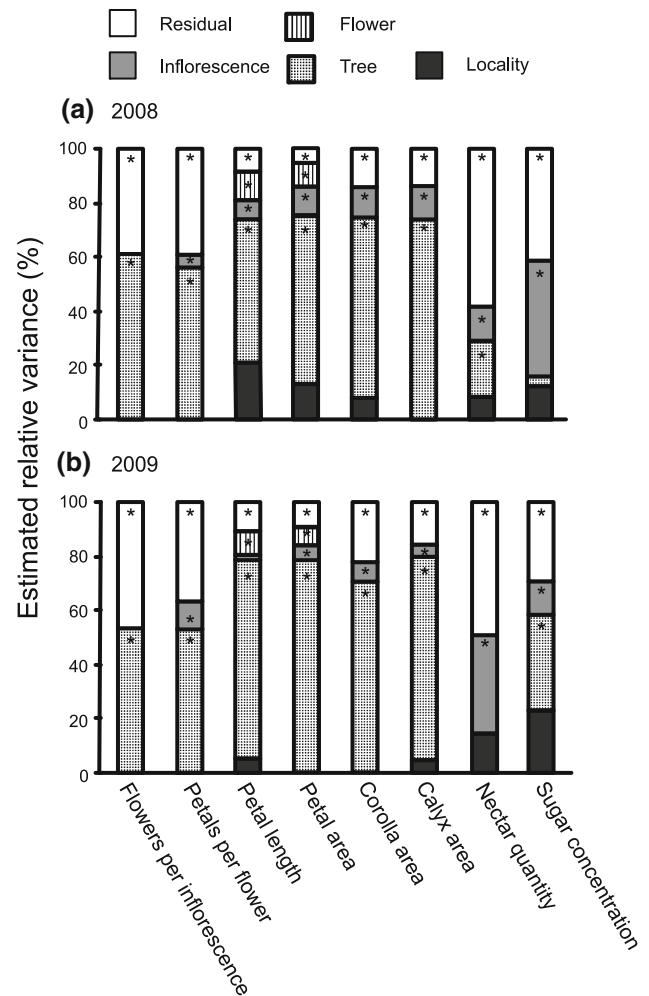 Residual Flower
Inflorescence Tree Locality
(a) 2008
Estimated relative variance (%)
100
80
60
40
20
0
* * * * * * * *
(b) 2009
100
80
60
40
20
0
Flowers per inflorescence
Petals per flower
Petal length
Petal area
Corolla area
Calyx area
Nectar quantity
Sugar concentration